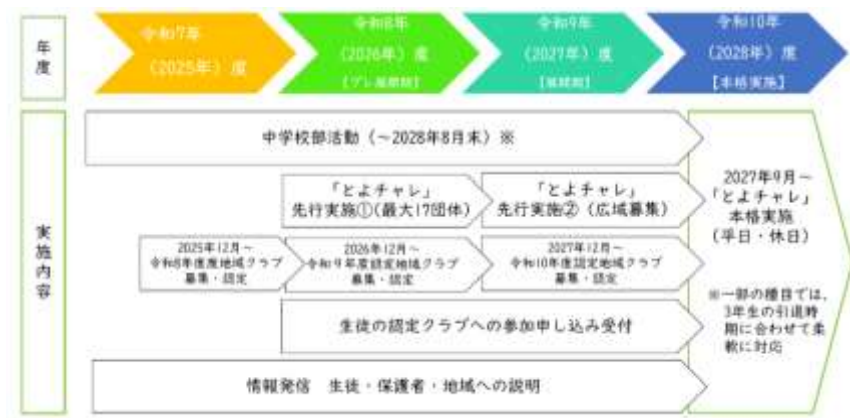 年度
令和7年
（2025年）度
令和8年
（2026年）度
【プレ展開期】
令和9年
（2027年）度
【展開期】
令和10年
（2028年）度
【本格実施】
実施内容
中学校部活動（～2028年8月末）※
「とよチャレ」
先行実施①(最大17団体)
「とよチャレ」
先行実施②（広域募集）
2025年12月～
令和8年度度地域クラブ
募集・認定
2026年12月～
令和9年度認定地域クラブ
募集・認定
2027年12月～
令和10年度認定地域クラブ
募集・認定
生徒の認定クラブへの参加申し込み受付
情報発信　生徒・保護者・地域への説明
2027年9月～
「とよチャレ」
本格実施
（平日・休日）
※一部の種目では、
3年生の引退時
期に合わせて柔
軟に対応